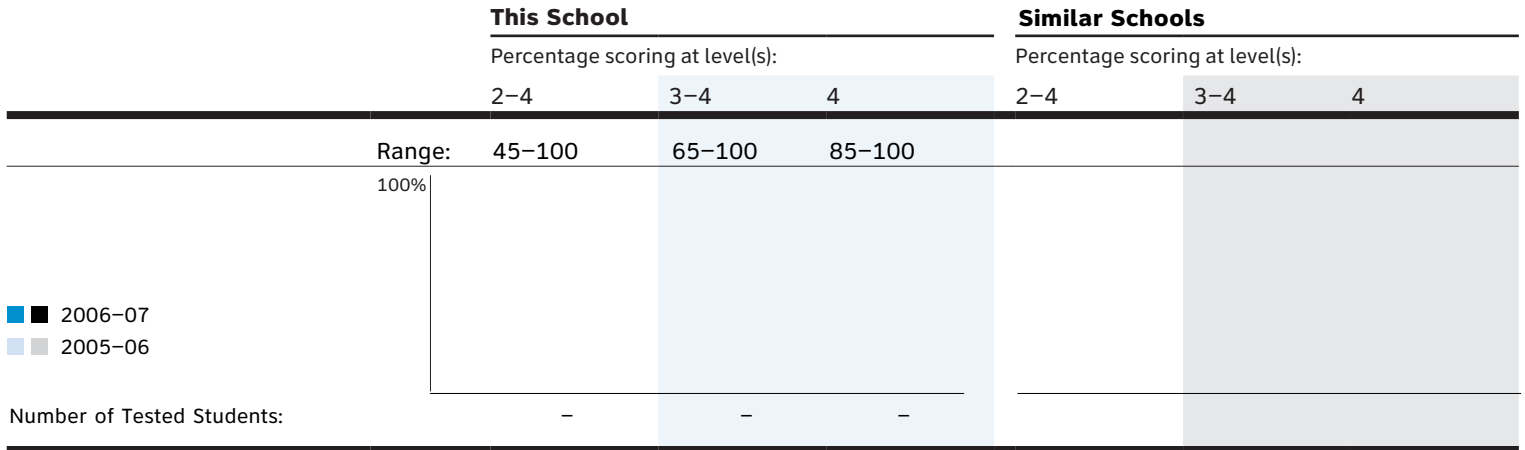 This School Similar Schools
Percentage scoring at level(s): Percentage scoring at level(s):
2–4 3–4 4 2–4 3–4 4
Range: 45–100 65–100 85–100
100%
2006–07
2005–06
Number of Tested Students: – – –